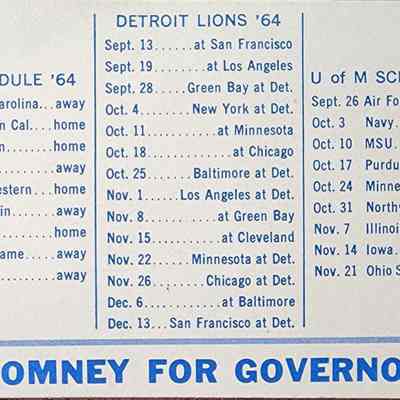 DULE '64
arolina...away
n Cal....home
n.......home
........away
estern...home
in.....away
........home
ame.....away
........away
DETROIT LIONS '64
Sept. 13......at San Francisco
Sept. 19......at Los Angeles
Sept. 28.....Green Bay at Det.
Oct. 4.......New York at Det.
Oct. 11..........at Minnesota
Oct. 18...........at Chicago
Oct. 25......Baltimore at Det.
Nov. 1.....Los Angeles at Det.
Nov. 8...........at Green Bay
Nov. 15..........at Cleveland
Nov. 22......Minnesota at Det.
Nov. 26.......Chicago at Det.
Dec. 6...........at Baltimore
Dec. 13...San Francisco at Det.
U of M SC
Sept. 26 Air Fo
Oct. 3 Navy.
Oct. 10 MSU.
Oct. 17 Purdu
Oct. 24 Minne
Oct. 31 Northw
Nov. 7 Illinoi
Nov. 14 Iowa.
Nov. 21 Ohio S
OMNEY FOR GOVERNO